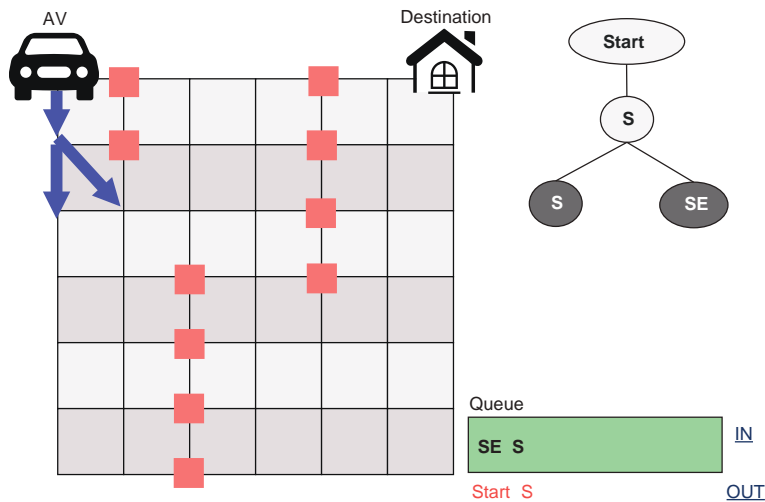 AV
Destination
Start
S
S
SE
Queue
SE S
IN
Start S
OUT